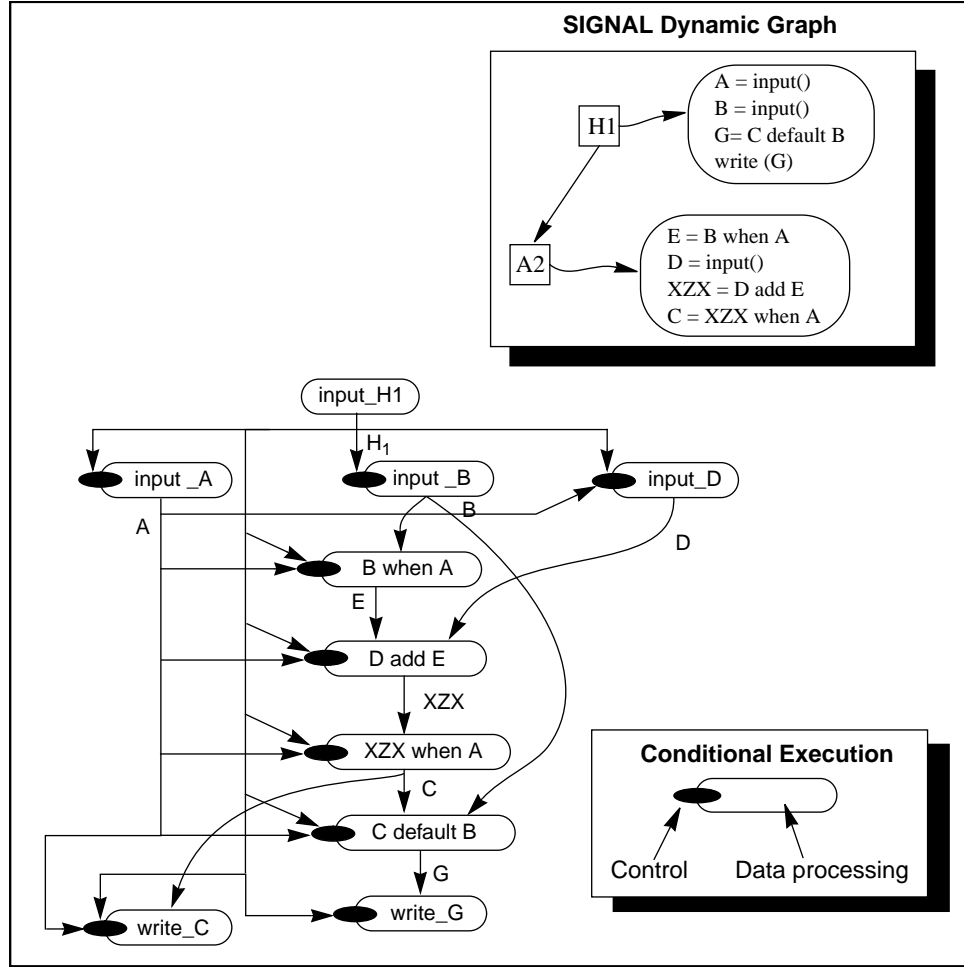 SIGNAL Dynamic Graph
A = input()
B = input()
G= C default B
write (G)
H1
E = B when A
D = input()
XZX = D add E
C = XZX when A
A2
input_H1
H1
input _A
input _B
input_D
A
B
D
B when A
E
D add E
XZX
XZX when A
C
C default B
G
write_C
write_G
Conditional Execution
Control
Data processing